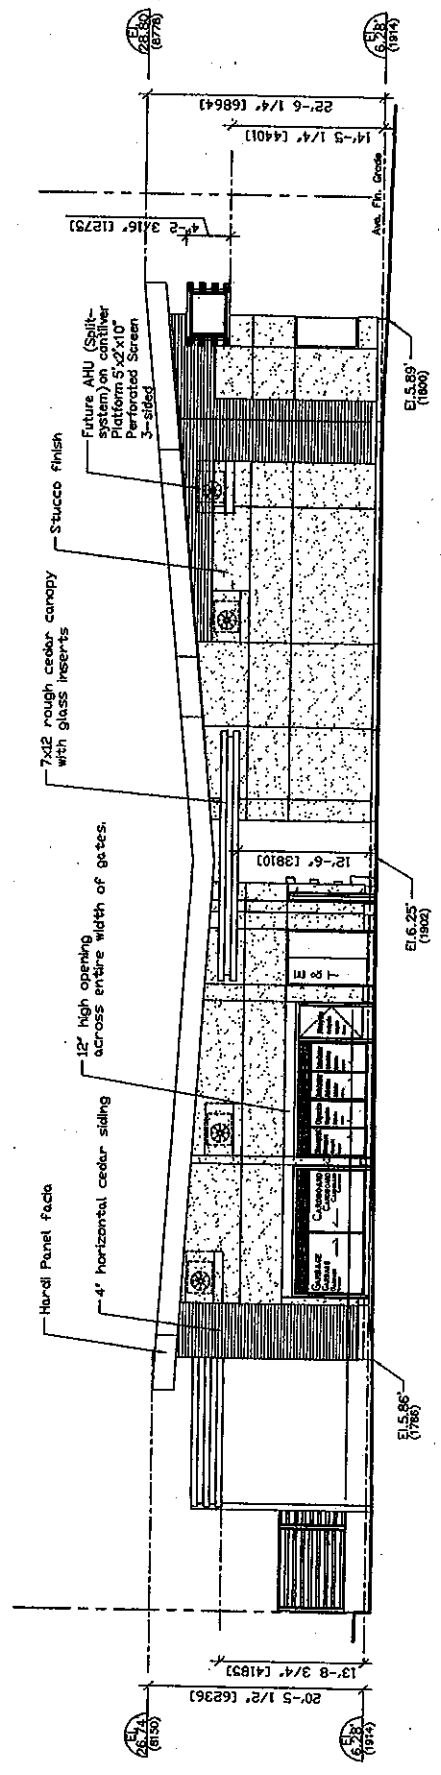 Hardi Panel facia
4" horizontal cedar siding
12" high opening
across entire width of gates.
7x12 rough cedar canopy
with glass inserts
Stucco finish
Future AHU (Split-
system) on cantiliver
Platform 5'x2'x10"
Perforated Screen
3-sided
El.
26.74
(8150)
El.
28.80
(8778)
20'-5 1/2" [6236]
13'-8 3/4" [4185]
4'-2 3/16" [1275]
22'-6 1/4" [6864]
14'-5 1/4" [4401]
12'-6" [3810]
GARBAGE
GARBAGE
CARDBOARD
CARDBOARD
Ave. Fin. Grade
El.
6.28'
(1914)
El.5.86'
(1786)
El.6.25'
(1902)
El.5.89'
(1800)
El.
6.28'
(1914)